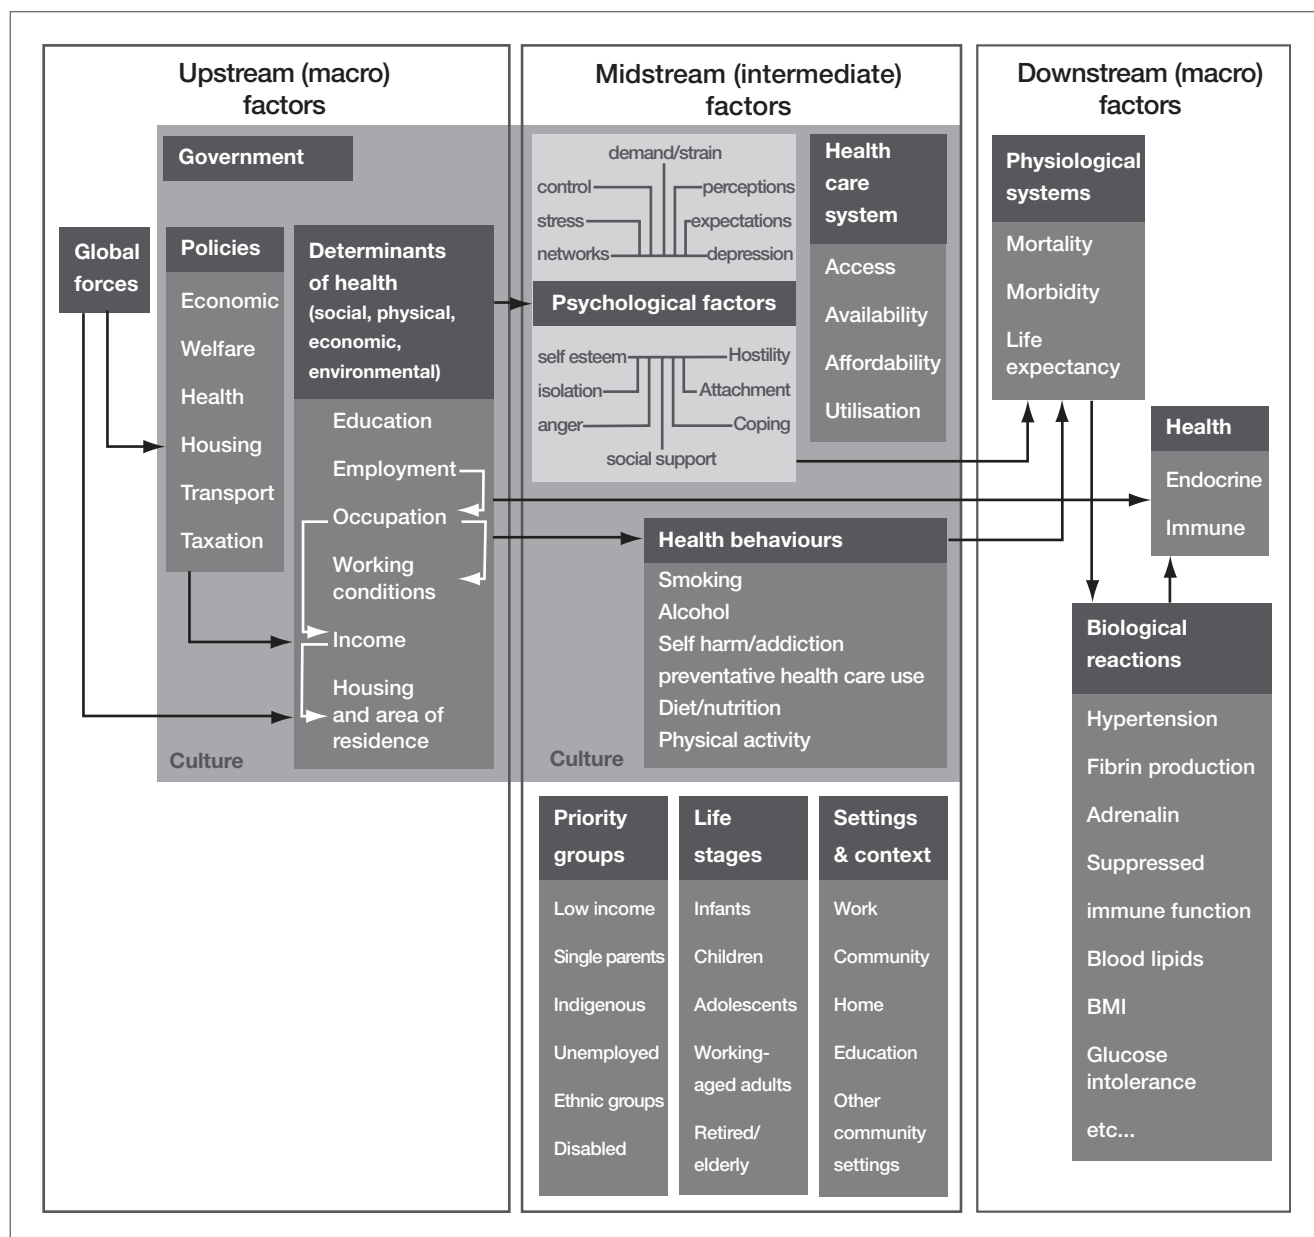 Upstream (macro)
factors
Government
Global
forces
Policies
Economic
Welfare
Health
Housing
Transport
Taxation
Determinants
of health
(social, physical,
economic,
environmental)
Education
Employment
Occupation
Working
conditions
Income
Housing
and area of
residence
Culture
Midstream (intermediate)
factors
demand/strain
control
perceptions
stress
expectations
networks
depression
Psychological factors
self esteem
Hostility
isolation
Attachment
anger
Coping
social support
Health
care
system
Access
Availability
Affordability
Utilisation
Health behaviours
Smoking
Alcohol
Self harm/addiction
preventative health care use
Diet/nutrition
Physical activity
Culture
Priority
groups
Low income
Single parents
Indigenous
Unemployed
Ethnic groups
Disabled
Life
stages
Infants
Children
Adolescents
Working-
aged adults
Retired/
elderly
Settings
& context
Work
Community
Home
Education
Other
community
settings
Downstream (macro)
factors
Physiological
systems
Mortality
Morbidity
Life
expectancy
Health
Endocrine
Immune
Biological
reactions
Hypertension
Fibrin production
Adrenalin
Suppressed
immune function
Blood lipids
BMI
Glucose
intolerance
etc...